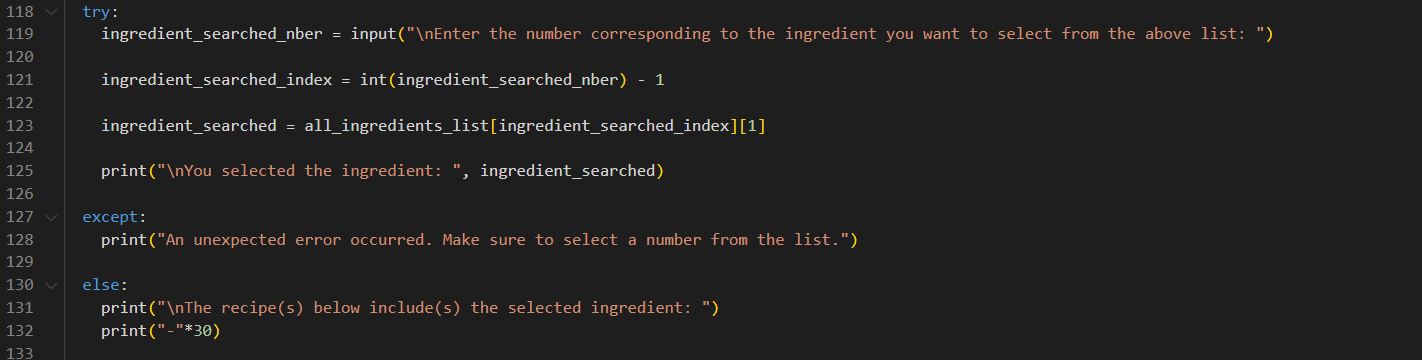 118 try:
119 ingredient_searched_nber = input("\nEnter the number corresponding to the ingredient you want to select from the above list: ")
120
121 ingredient_searched_index = int(ingredient_searched_nber) - 1
122
123 ingredient_searched = all_ingredients_list[ingredient_searched_index][1]
124
125 print("\nYou selected the ingredient: ", ingredient_searched)
126
127 except:
128 print("An unexpected error occurred. Make sure to select a number from the list.")
129
130 else:
131 print("\nThe recipe(s) below include(s) the selected ingredient: ")
132 print("-"*30)
133